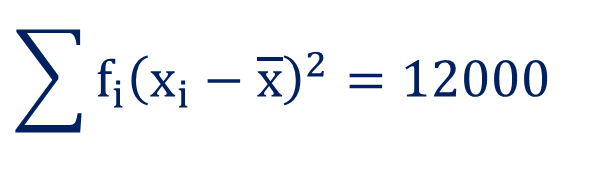 ∑ fᵢ(xᵢ − x̅)² = 12000